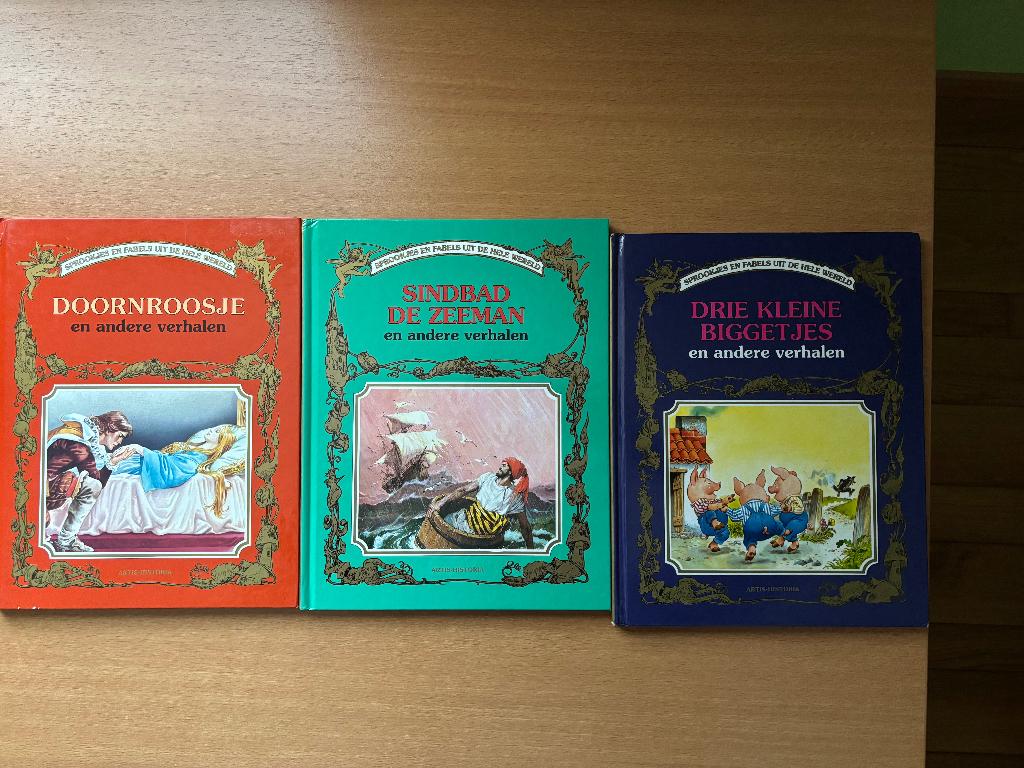 SPROOKJES EN FABELS UIT DE HELE WERELD
DOORNROOSJE
en andere verhalen
ARTIS-HISTORIA
SPROOKJES EN FABELS UIT DE HELE WERELD
SINDBAD
DE ZEEMAN
en andere verhalen
ARTIS-HISTORIA
SPROOKJES EN FABELS UIT DE HELE WERELD
DRIE KLEINE
BIGGETJES
en andere verhalen
ARTIS-HISTORIA